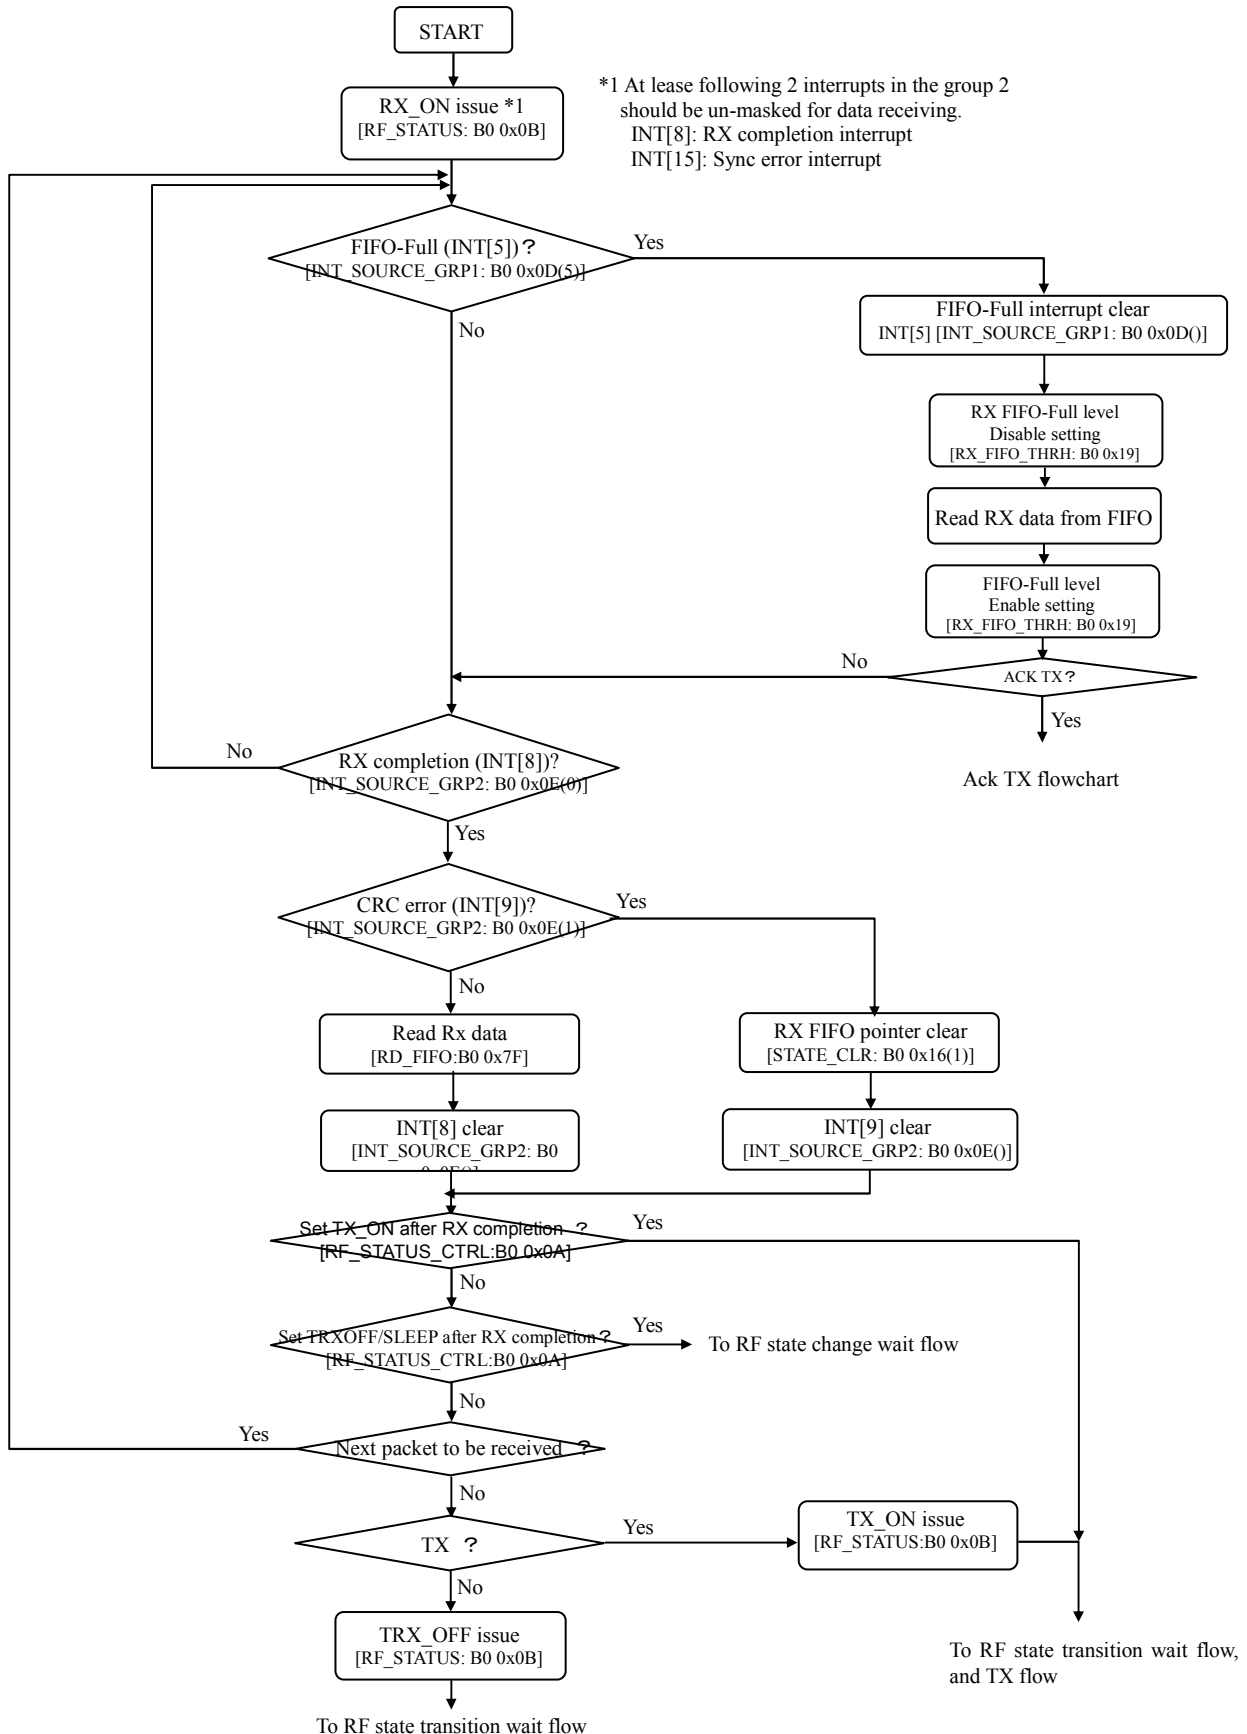 START
RX_ON issue *1
[RF_STATUS: B0 0x0B]
*1 At lease following 2 interrupts in the group 2
should be un-masked for data receiving.
INT[8]: RX completion interrupt
INT[15]: Sync error interrupt
FIFO-Full (INT[5])?
[INT_SOURCE_GRP1: B0 0x0D(5)]
Yes
No
FIFO-Full interrupt clear
INT[5] [INT_SOURCE_GRP1: B0 0x0D()]
RX FIFO-Full level
Disable setting
[RX_FIFO_THRH: B0 0x19]
Read RX data from FIFO
FIFO-Full level
Enable setting
[RX_FIFO_THRH: B0 0x19]
No
ACK TX?
Yes
Ack TX flowchart
No
RX completion (INT[8])?
[INT_SOURCE_GRP2: B0 0x0E(0)]
Yes
CRC error (INT[9])?
[INT_SOURCE_GRP2: B0 0x0E(1)]
Yes
No
Read Rx data
[RD_FIFO:B0 0x7F]
RX FIFO pointer clear
[STATE_CLR: B0 0x16(1)]
INT[8] clear
[INT_SOURCE_GRP2: B0
0x0E()]
INT[9] clear
[INT_SOURCE_GRP2: B0 0x0E()]
Set TX_ON after RX completion ?
[RF_STATUS_CTRL:B0 0x0A]
Yes
No
Set TRXOFF/SLEEP after RX completion?
[RF_STATUS_CTRL:B0 0x0A]
Yes
To RF state change wait flow
No
Yes
Next packet to be received ?
No
TX ?
Yes
TX_ON issue
[RF_STATUS:B0 0x0B]
No
TRX_OFF issue
[RF_STATUS: B0 0x0B]
To RF state transition wait flow,
and TX flow
To RF state transition wait flow